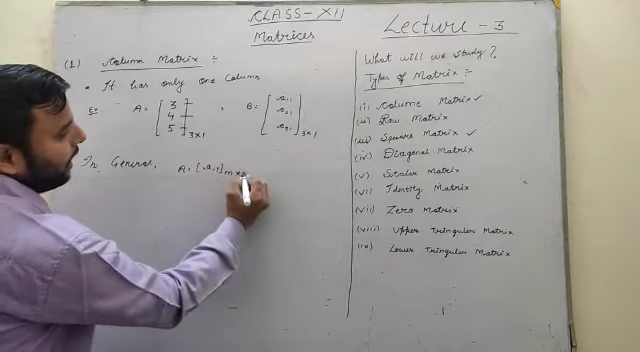 CLASS-XII
Matrices
Lecture-3
(1) Column Matrix :-
• It has only one Column.
Ex. A = [ 3 4 5 ] 3×1 , B = [ a11 a21 a31 ] 3×1
In General, A = [aij] m×
What will we study?
Types of Matrix :-
(i) Column Matrix ✓
(ii) Row Matrix
(iii) Square Matrix ✓
(iv) Diagonal Matrix
(v) Scalar Matrix
(vi) Identity Matrix
(vii) Zero Matrix
(viii) Upper Tringular Matrix
(ix) Lower Tringular Matrix